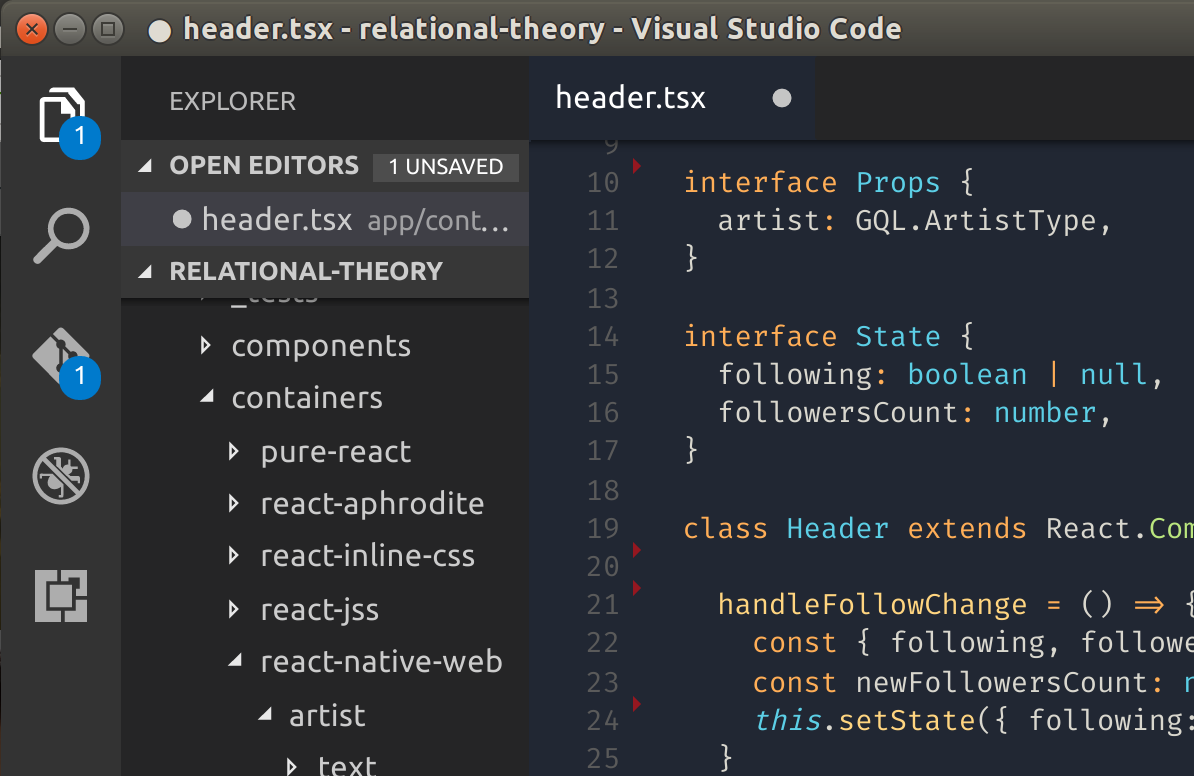 header.tsx - relational-theory - Visual Studio Code
1
1
EXPLORER
OPEN EDITORS 1 UNSAVED
header.tsx app/cont...
RELATIONAL-THEORY
_tests
components
containers
pure-react
react-aphrodite
react-inline-css
react-jss
react-native-web
artist
text
header.tsx
9
10 interface Props {
11 artist: GQL.ArtistType,
12 }
13
14 interface State {
15 following: boolean | null,
16 followersCount: number,
17 }
18
19 class Header extends React.Com
20
21 handleFollowChange = () => {
22 const { following, followe
23 const newFollowersCount: n
24 this.setState({ following:
25 }